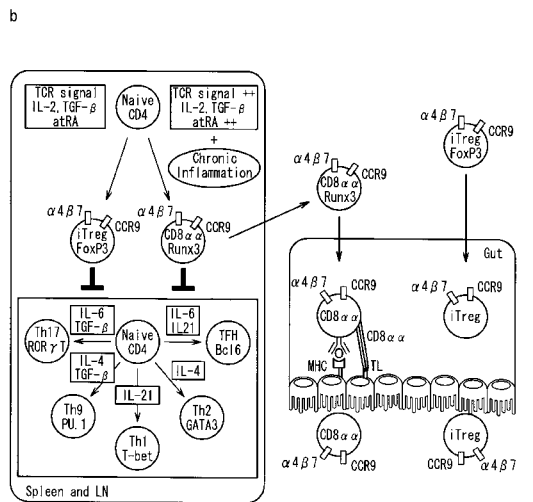 b
TCR signal
IL-2, TGF-β
atRA
Naive
CD4
TCR signal ++
IL-2, TGF-β
atRA ++
+
Chronic
Inflammation
α4β7
CCR9
iTreg
FoxP3
α4β7
CCR9
CD8αα
Runx3
α4β7
CCR9
CD8αα
Runx3
α4β7
CCR9
iTreg
FoxP3
Gut
α4β7
CCR9
CD8αα
α4β7
CCR9
iTreg
CD8αα
MHC
TL
CD8αα
α4β7
CCR9
iTreg
CCR9
α4β7
Th17
RORγT
IL-6
TGF-β
Naive
CD4
IL-6
IL21
TFH
Bcl6
IL-4
TGF-β
IL-4
IL-21
Th9
PU.1
Th1
T-bet
Th2
GATA3
Spleen and LN